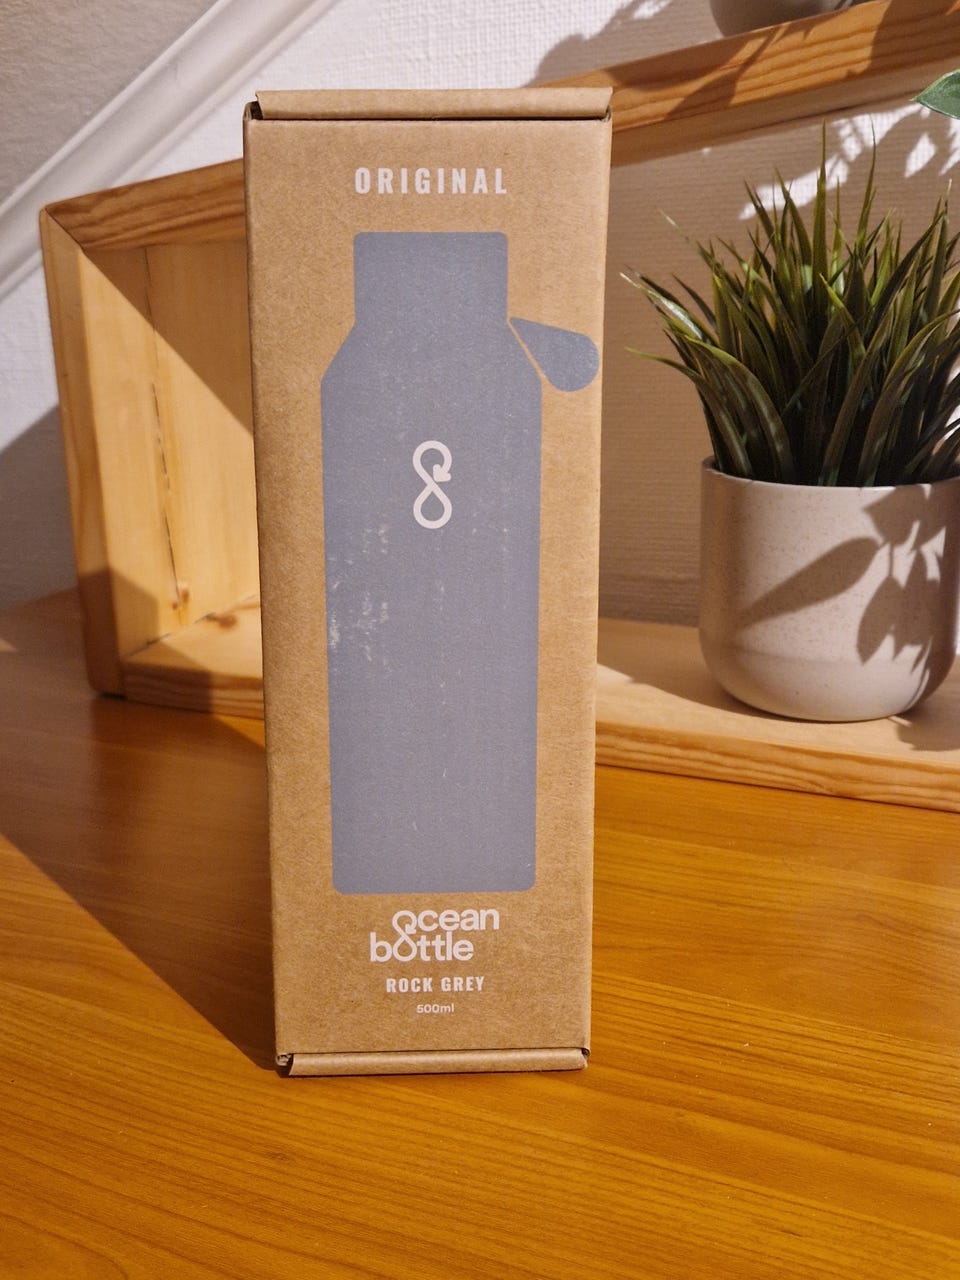 ORIGINAL
ocean
bottle
ROCK GREY
500ml